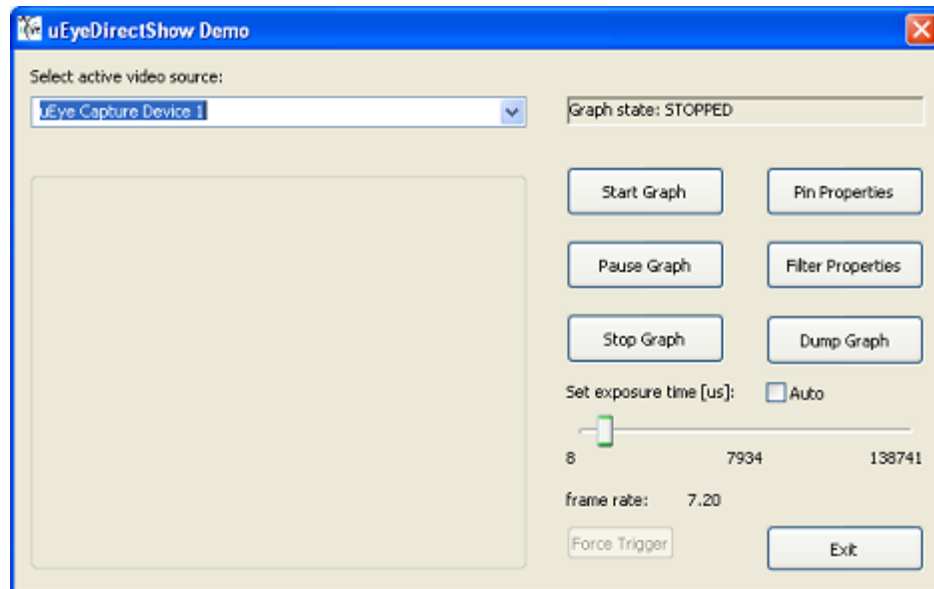 uEyeDirectShow Demo
Select active video source:
uEye Capture Device 1
Graph state: STOPPED
Start Graph
Pin Properties
Pause Graph
Filter Properties
Stop Graph
Dump Graph
Set exposure time [us]:
Auto
8
7934
138741
frame rate:
7.20
Force Trigger
Exit